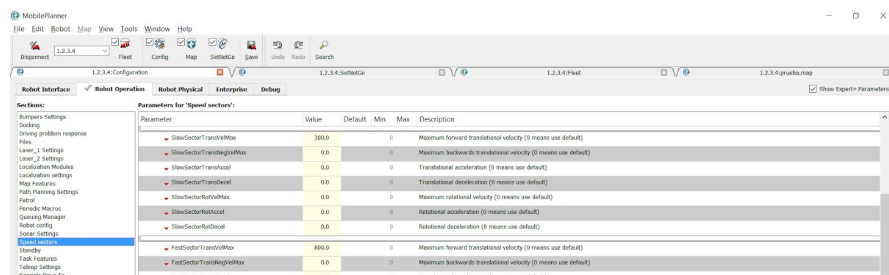 MobilePlanner
File Edit Robot Map View Tools Window Help
1.2.3.4
Disconnect Fleet Config Map SetNetGo Save Undo Redo Search
1.2.3.4:Configuration 1.2.3.4:SetNetGo 1.2.3.4:Fleet 1.2.3.4:prueba.map
Robot Interface Robot Operation Robot Physical Enterprise Debug Show Expert+ Parameters
Sections: Parameters for 'Speed sectors':
Parameter Value Default Min Max Description
Bumpers Settings
Docking
Driving problem response
Files
Laser_1 Settings
Laser_2 Settings
Localization Modules
Localization settings
Map Features
Path Planning Settings
Patrol
Periodic Macros
Queuing Manager
Robot config
Sonar Settings
Speed sectors
Standby
Task Features
Teleop Settings
SlowSectorTransVelMax 300.0 0 Maximum forward translational velocity (0 means use default)
SlowSectorTransNegVelMax 0.0 0 Maximum backwards translational velocity (0 means use default)
SlowSectorTransAccel 0.0 0 Translational acceleration (0 means use default)
SlowSectorTransDecel 0.0 0 Translational deceleration (0 means use default)
SlowSectorRotVelMax 0.0 0 Maximum rotational velocity (0 means use default)
SlowSectorRotAccel 0.0 0 Rotational acceleration (0 means use default)
SlowSectorRotDecel 0.0 0 Rotational deceleration (0 means use default)
FastSectorTransVelMax 800.0 0 Maximum forward translational velocity (0 means use default)
FastSectorTransNegVelMax 0.0 0 Maximum backwards translational velocity (0 means use default)